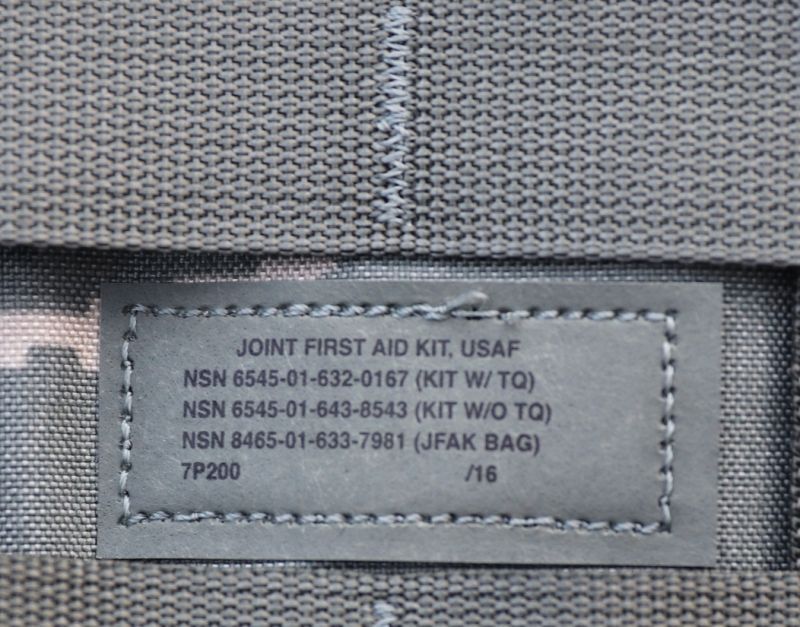 JOINT FIRST AID KIT, USAF
NSN 6545-01-632-0167 (KIT W/ TQ)
NSN 6545-01-643-8543 (KIT W/O TQ)
NSN 8465-01-633-7981 (JFAK BAG)
7P200 /16